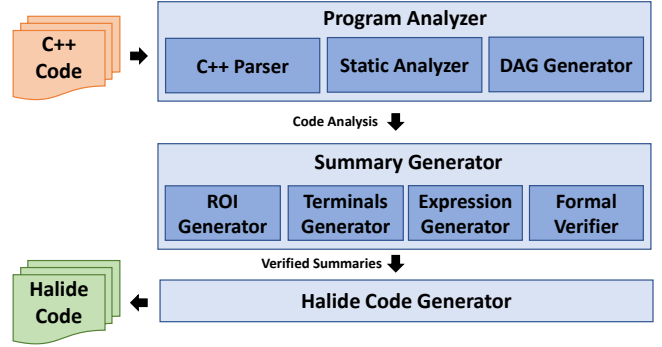 Program Analyzer
C++
Code
C++ Parser
Static Analyzer
DAG Generator
Code Analysis
Summary Generator
ROI
Generator
Terminals
Generator
Expression
Generator
Formal
Verifier
Verified Summaries
Halide
Code
Halide Code Generator